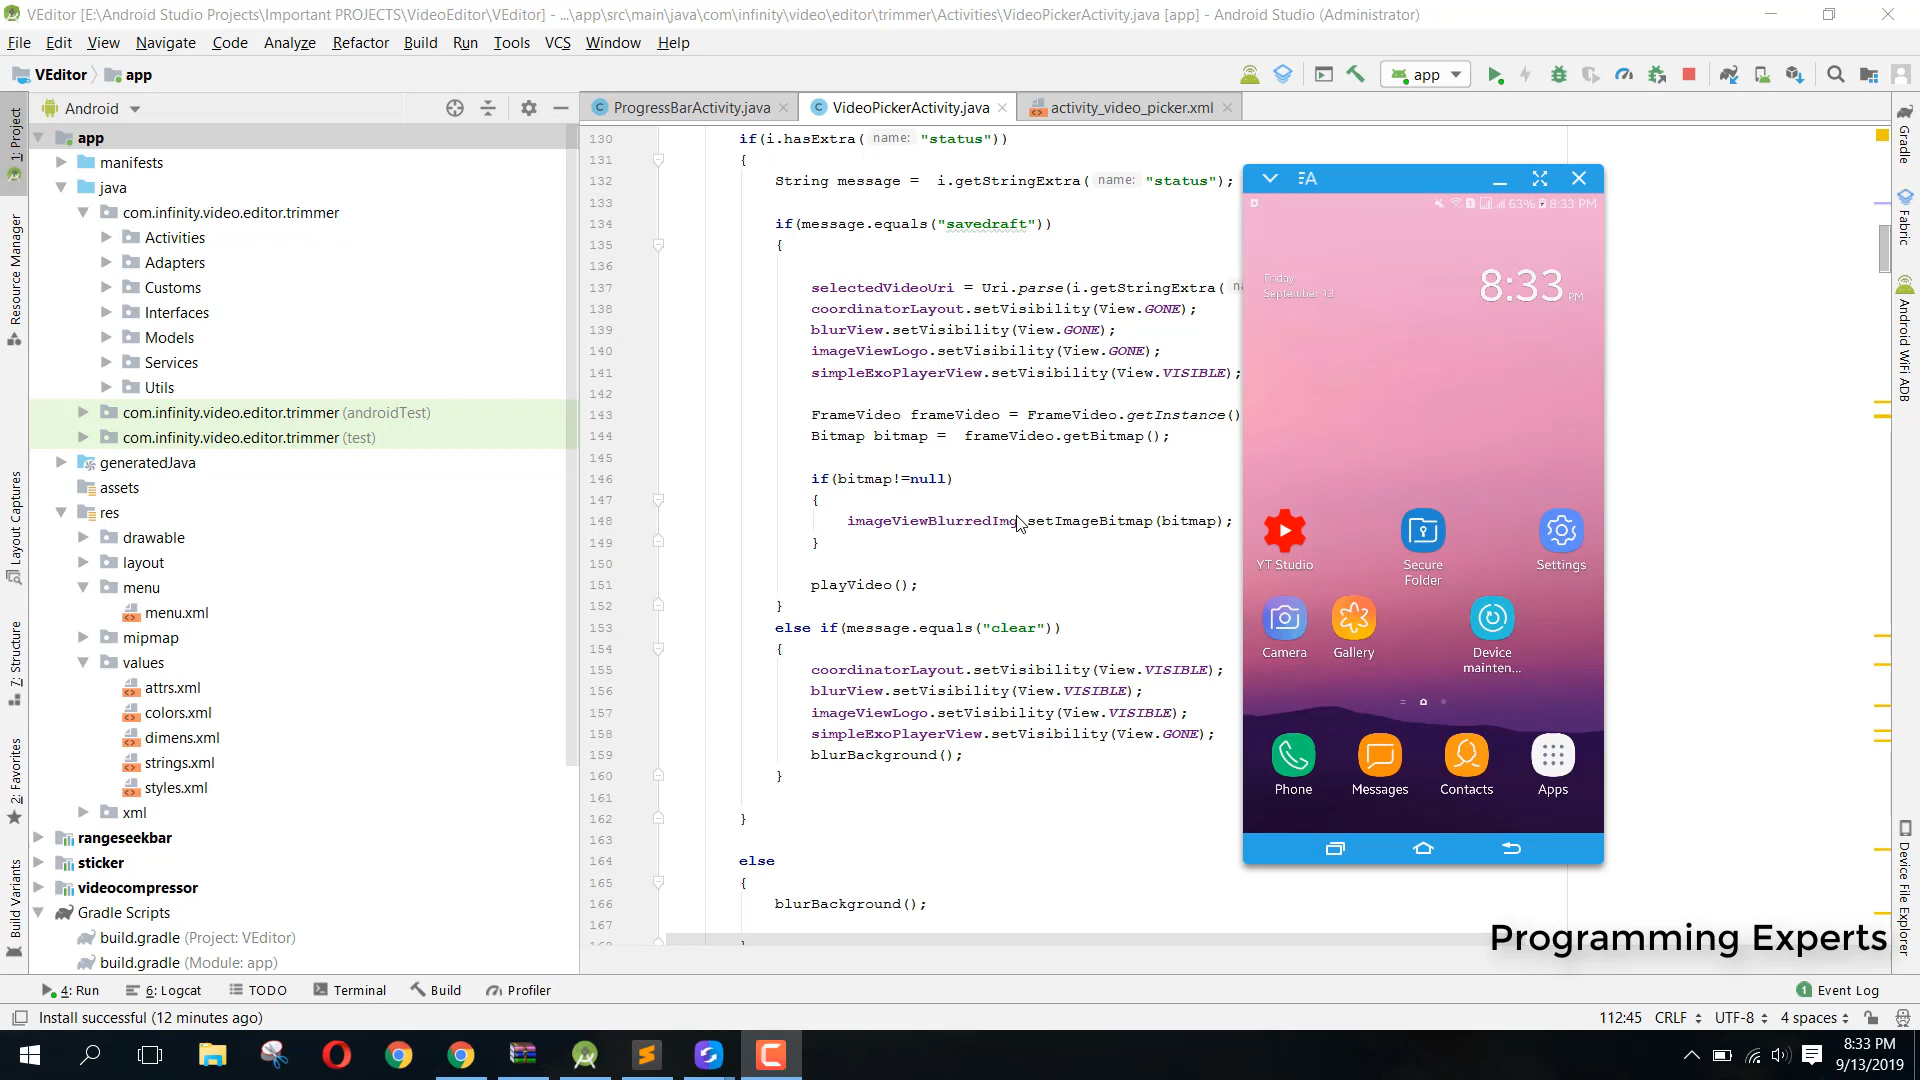 VEditor [E:\Android Studio Projects\Important PROJECTS\VideoEditor\VEditor] - ...\app\src\main\java\com\infinity\video\editor\trimmer\Activities\VideoPickerActivity.java [app] - Android Studio (Administrator)
File Edit View Navigate Code Analyze Refactor Build Run Tools VCS Window Help
VEditor app
app
Android
ProgressBarActivity.java
VideoPickerActivity.java
activity_video_picker.xml
1: Project
Resource Manager
Layout Captures
7: Structure
2: Favorites
Build Variants
app
manifests
java
com.infinity.video.editor.trimmer
Activities
Adapters
Customs
Interfaces
Models
Services
Utils
com.infinity.video.editor.trimmer (androidTest)
com.infinity.video.editor.trimmer (test)
generatedJava
assets
res
drawable
layout
menu
menu.xml
mipmap
values
attrs.xml
colors.xml
dimens.xml
strings.xml
styles.xml
xml
rangeseekbar
sticker
videocompressor
Gradle Scripts
build.gradle (Project: VEditor)
build.gradle (Module: app)
130 if(i.hasExtra( name: "status"))
131 {
132 String message = i.getStringExtra( name: "status");
133
134 if(message.equals("savedraft"))
135 {
136
137 selectedVideoUri = Uri.parse(i.getStringExtra(
138 coordinatorLayout.setVisibility(View.GONE);
139 blurView.setVisibility(View.GONE);
140 imageViewLogo.setVisibility(View.GONE);
141 simpleExoPlayerView.setVisibility(View.VISIBLE);
142
143 FrameVideo frameVideo = FrameVideo.getInstance()
144 Bitmap bitmap = frameVideo.getBitmap();
145
146 if(bitmap!=null)
147 {
148 imageViewBlurredImg.setImageBitmap(bitmap);
149 }
150
151 playVideo();
152 }
153 else if(message.equals("clear"))
154 {
155 coordinatorLayout.setVisibility(View.VISIBLE);
156 blurView.setVisibility(View.VISIBLE);
157 imageViewLogo.setVisibility(View.VISIBLE);
158 simpleExoPlayerView.setVisibility(View.GONE);
159 blurBackground();
160 }
161
162 }
163
164 else
165 {
166 blurBackground();
167
63% 8:33 PM
Friday
September 13
8:33 PM
YT Studio
Secure
Folder
Settings
Camera
Gallery
Device
mainten...
Phone
Messages
Contacts
Apps
Gradle
Fabric
Android WiFi ADB
Device File Explorer
Programming Experts
4: Run 6: Logcat TODO Terminal Build Profiler
1 Event Log
Install successful (12 minutes ago)
112:45 CRLF UTF-8 4 spaces
8:33 PM
9/13/2019